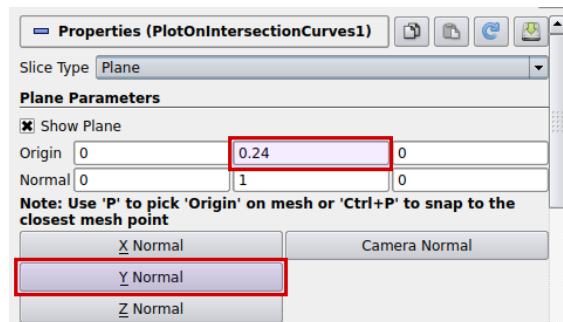 Properties (PlotOnIntersectionCurves1)
Slice Type Plane
Plane Parameters
Show Plane
Origin 0 0.24 0
Normal 0 1 0
Note: Use 'P' to pick 'Origin' on mesh or 'Ctrl+P' to snap to the
closest mesh point
X Normal Camera Normal
Y Normal
Z Normal